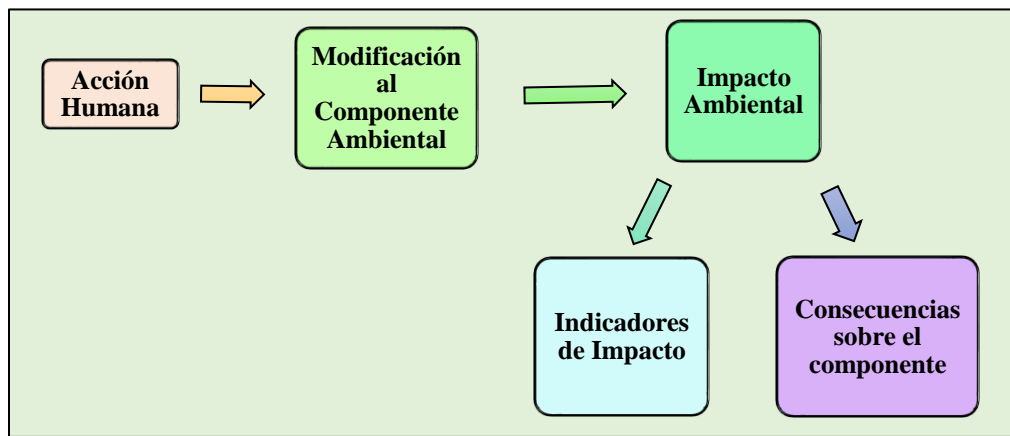 Acción
Humana
Modificación
al
Componente
Ambiental
Impacto
Ambiental
Indicadores
de Impacto
Consecuencias
sobre el
componente